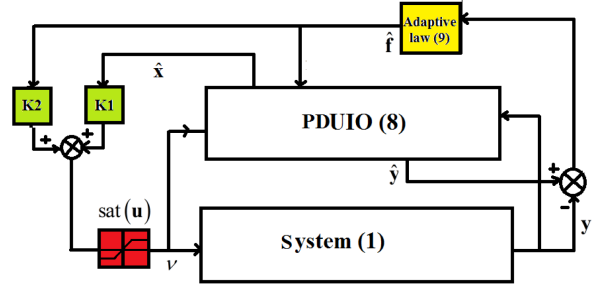 Adaptive
law (9)
f̂
x̂
K2
K1
PDUIO (8)
+
+
ŷ
+
-
y
sat(u)
ν
System (1)